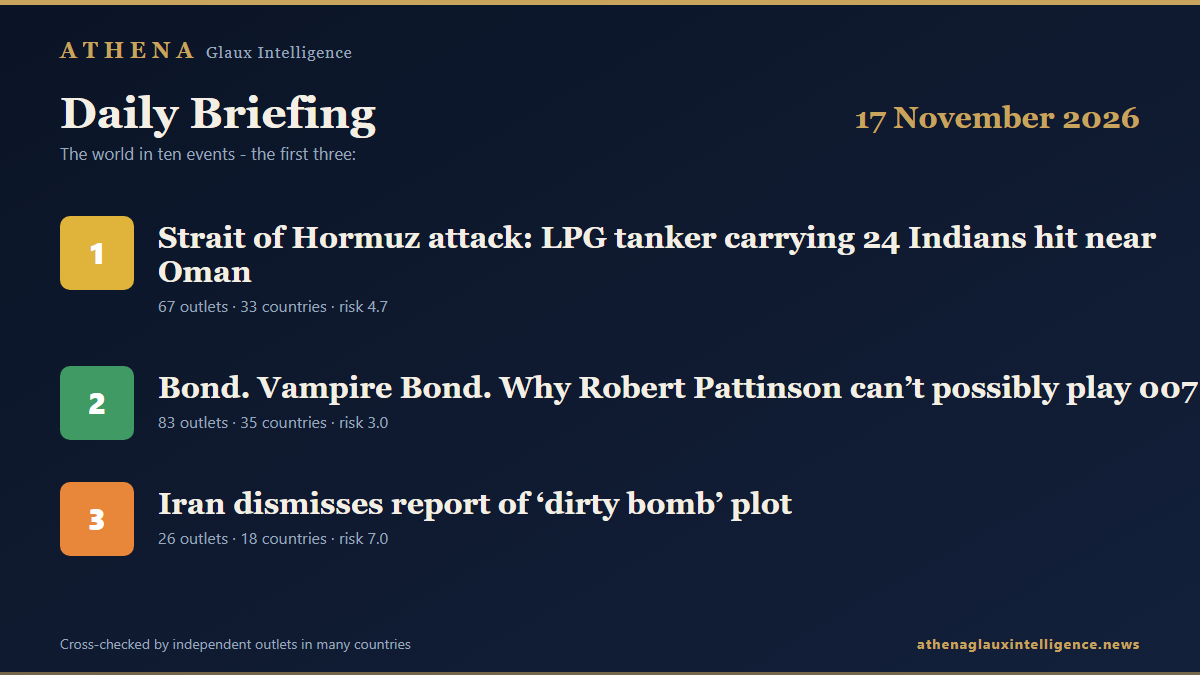 ATHENA Glaux Intelligence
Daily Briefing
17 November 2026
The world in ten events - the first three:
1
Strait of Hormuz attack: LPG tanker carrying 24 Indians hit near
Oman
67 outlets · 33 countries · risk 4.7
2
Bond. Vampire Bond. Why Robert Pattinson can’t possibly play 007
83 outlets · 35 countries · risk 3.0
3
Iran dismisses report of ‘dirty bomb’ plot
26 outlets · 18 countries · risk 7.0
Cross-checked by independent outlets in many countries
athenaglauxintelligence.news